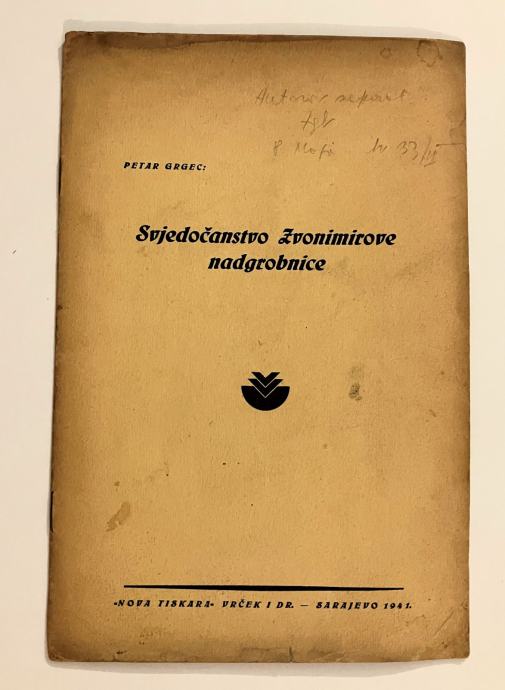 PETAR GRGEC:
Svjedočanstvo Zvonimirove
nadgrobnice
«NOVA TISKARA» VRČEK I DR. — SARAJEVO 1941.